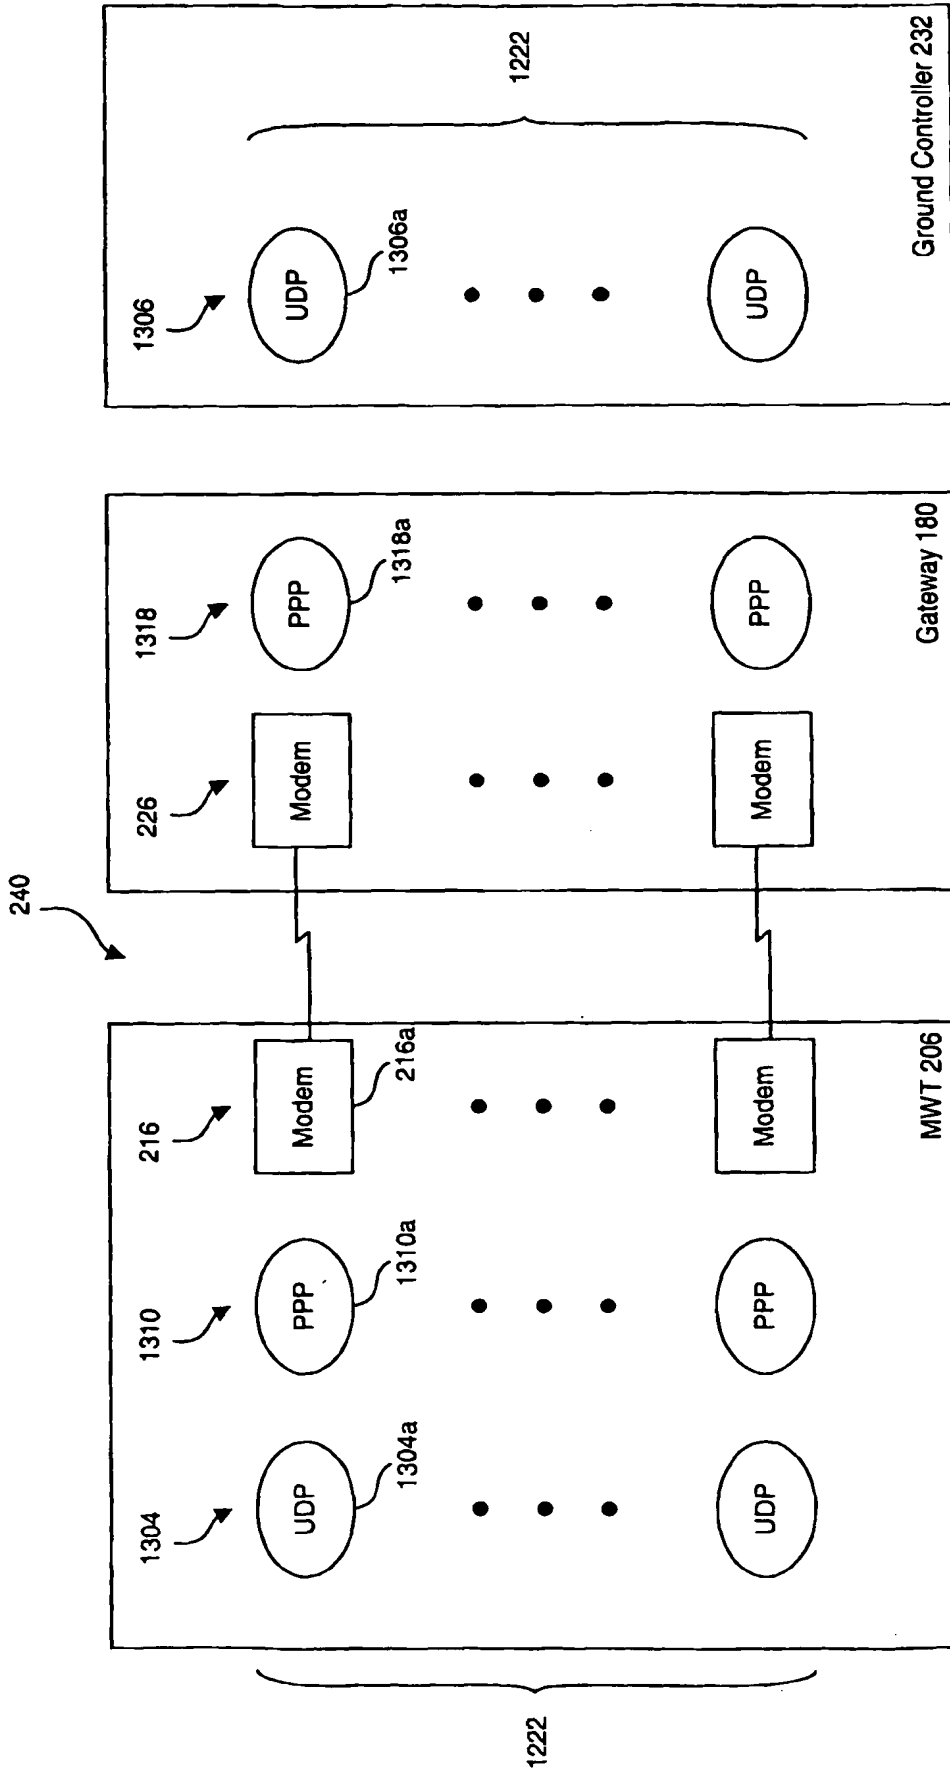 240
1304
1310
216
226
1318
1306
UDP
PPP
Modem
Modem
PPP
UDP
1304a
1310a
216a
1318a
1306a
1222
1222
UDP
PPP
Modem
Modem
PPP
UDP
MWT 206
Gateway 180
Ground Controller 232